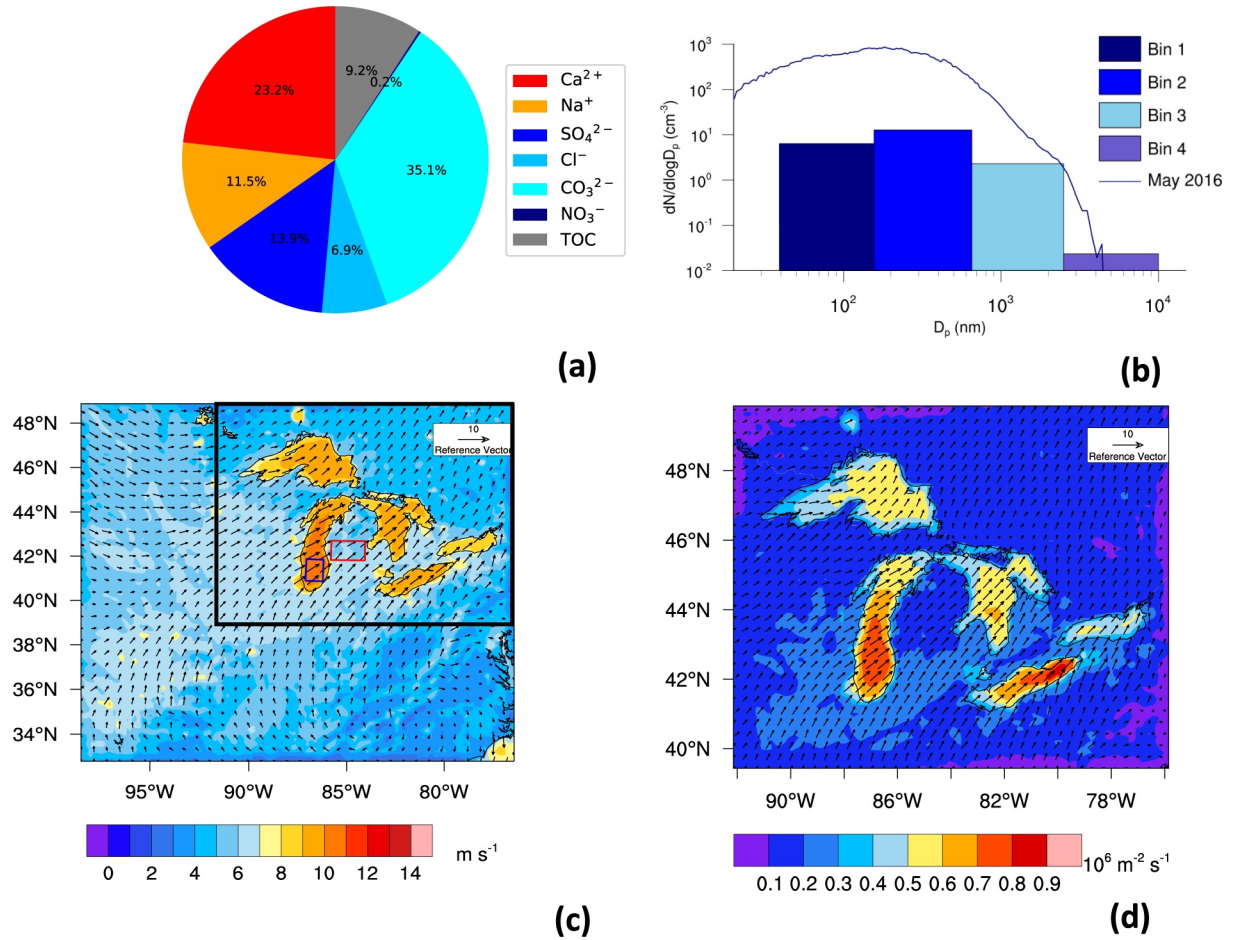 9.2%
0.2%
23.2%
35.1%
11.5%
13.9%
6.9%
Ca²⁺
Na⁺
SO₄²⁻
Cl⁻
CO₃²⁻
NO₃⁻
TOC
(a)
dN/dlogDₚ (cm⁻³)
10³
10²
10¹
10⁰
10⁻¹
10⁻²
10² 10³ 10⁴
Dₚ (nm)
Bin 1
Bin 2
Bin 3
Bin 4
May 2016
(b)
48°N
46°N
44°N
42°N
40°N
38°N
36°N
34°N
10
Reference Vector
95°W 90°W 85°W 80°W
0 2 4 6 8 10 12 14
m s⁻¹
(c)
48°N
46°N
44°N
42°N
40°N
10
Reference Vector
90°W 86°W 82°W 78°W
0.1 0.2 0.3 0.4 0.5 0.6 0.7 0.8 0.9
10⁶ m⁻² s⁻¹
(d)